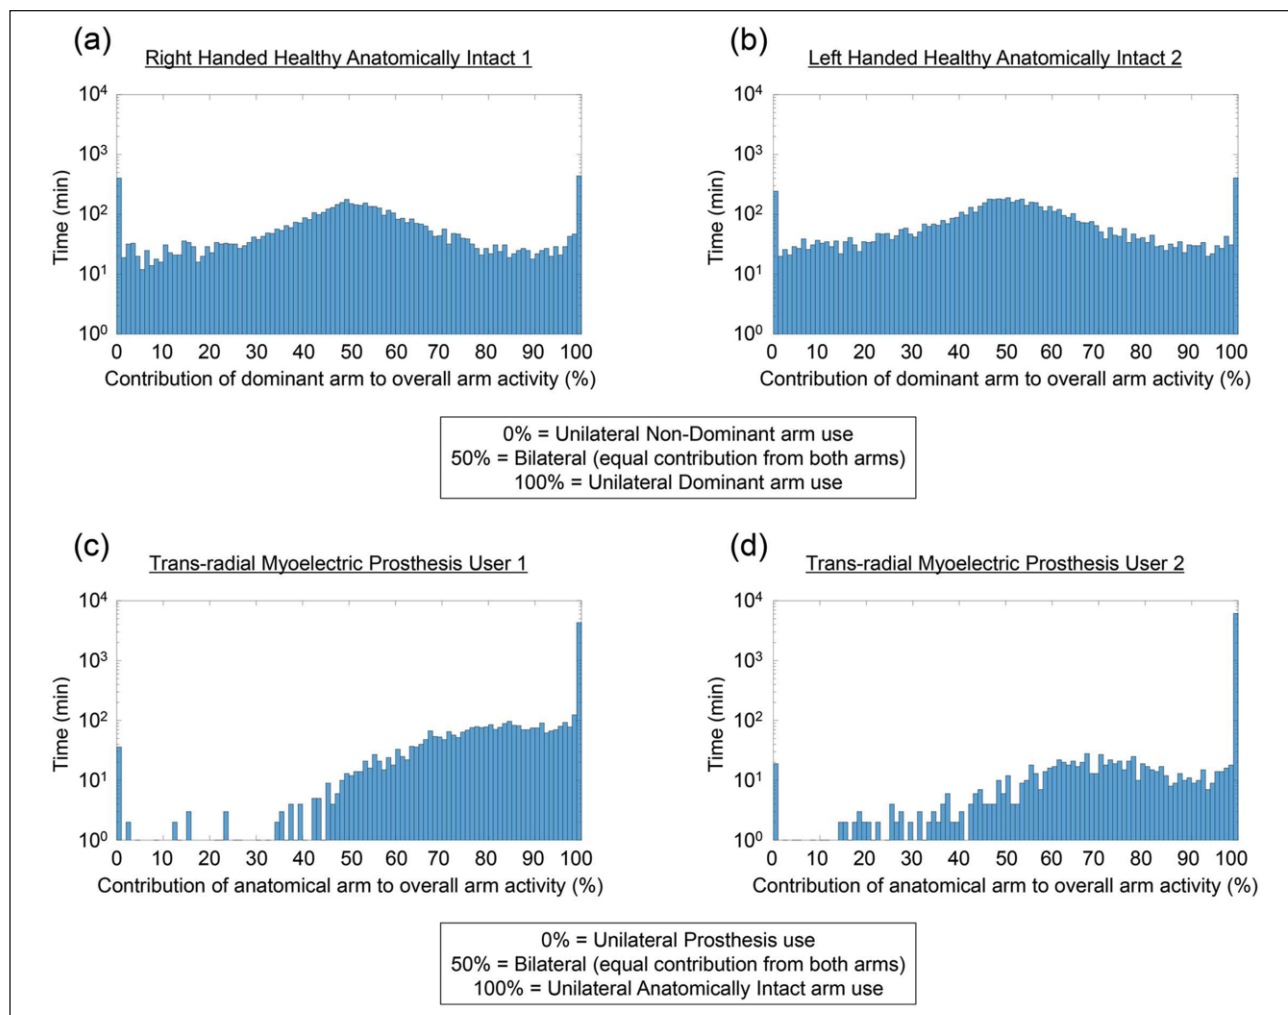 (a)
Right Handed Healthy Anatomically Intact 1
10⁴
10³
10²
10¹
10⁰
Time (min)
0 10 20 30 40 50 60 70 80 90 100
Contribution of dominant arm to overall arm activity (%)
(b)
Left Handed Healthy Anatomically Intact 2
10⁴
10³
10²
10¹
10⁰
Time (min)
0 10 20 30 40 50 60 70 80 90 100
Contribution of dominant arm to overall arm activity (%)
0% = Unilateral Non-Dominant arm use
50% = Bilateral (equal contribution from both arms)
100% = Unilateral Dominant arm use
(c)
Trans-radial Myoelectric Prosthesis User 1
10⁴
10³
10²
10¹
10⁰
Time (min)
0 10 20 30 40 50 60 70 80 90 100
Contribution of anatomical arm to overall arm activity (%)
(d)
Trans-radial Myoelectric Prosthesis User 2
10⁴
10³
10²
10¹
10⁰
Time (min)
0 10 20 30 40 50 60 70 80 90 100
Contribution of anatomical arm to overall arm activity (%)
0% = Unilateral Prosthesis use
50% = Bilateral (equal contribution from both arms)
100% = Unilateral Anatomically Intact arm use